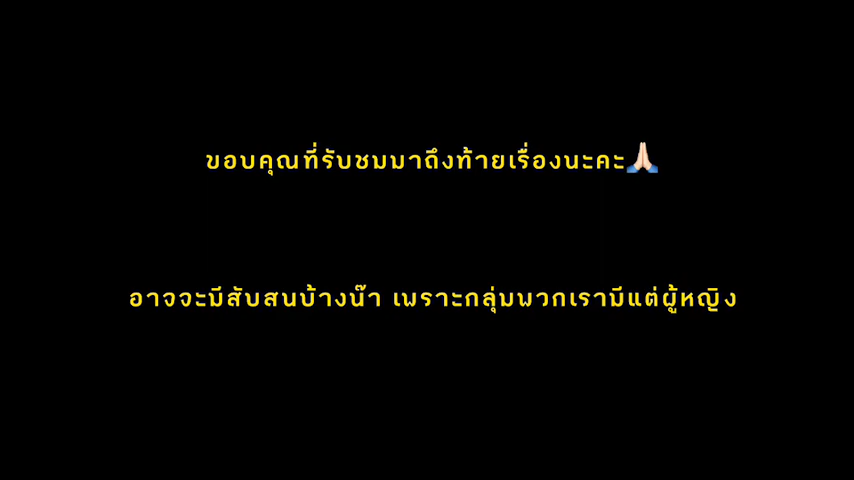 ขอบคุณที่รับชมมาถึงท้ายเรื่องนะคะ🙏🏻
อาจจะมีสับสนบ้างน๊า เพราะกลุ่มพวกเรามีแต่ผู้หญิง